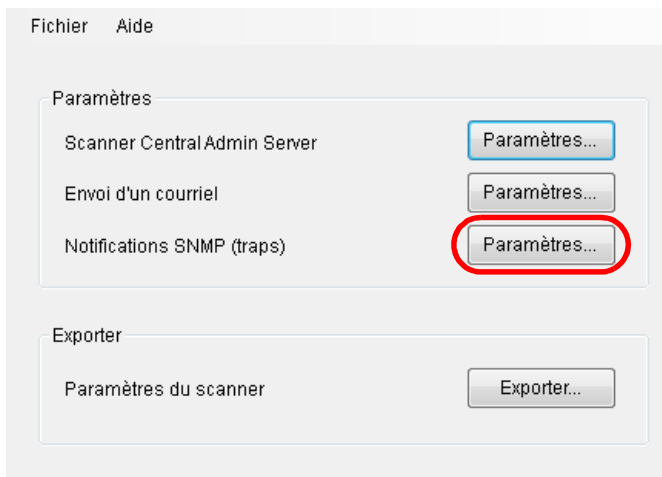 Fichier Aide
Paramètres
Scanner Central Admin Server Paramètres...
Envoi d'un courriel Paramètres...
Notifications SNMP (traps) Paramètres...
Exporter
Paramètres du scanner Exporter...